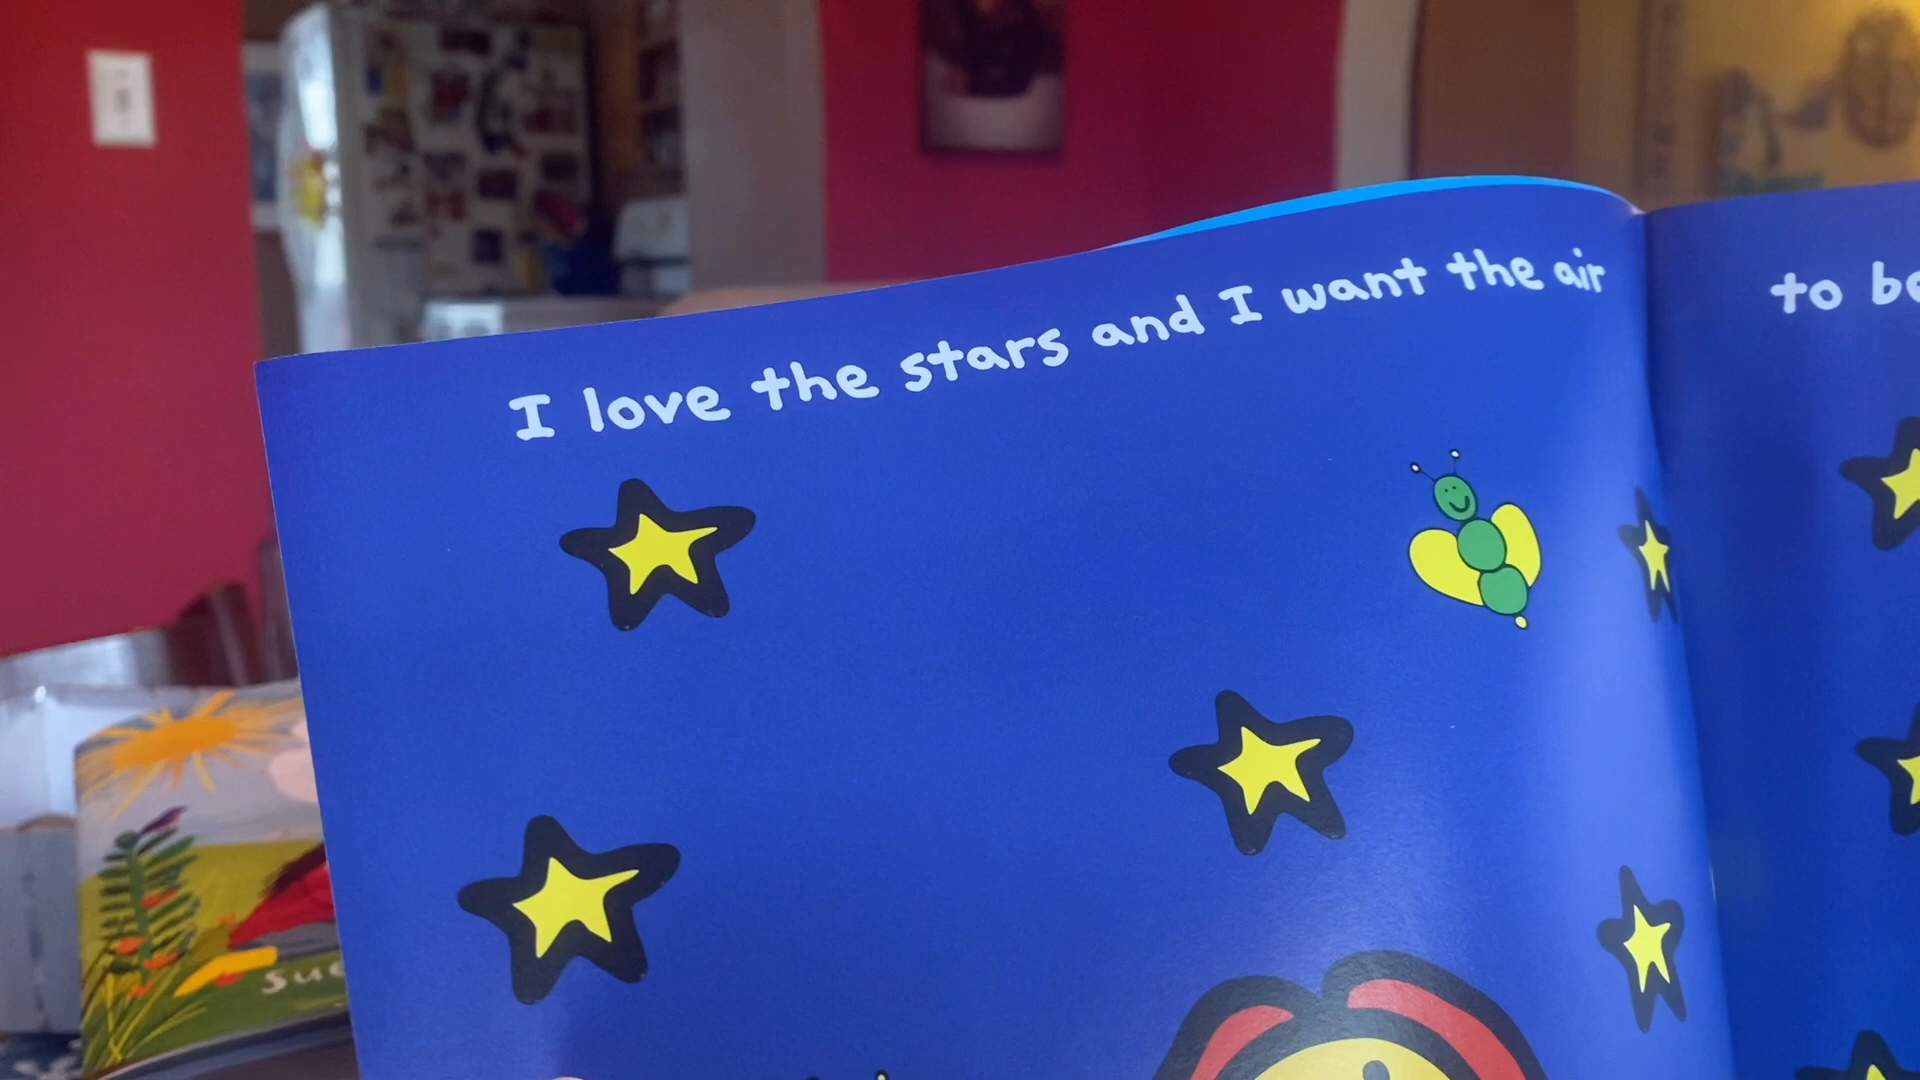 I love the stars and I want the air
to